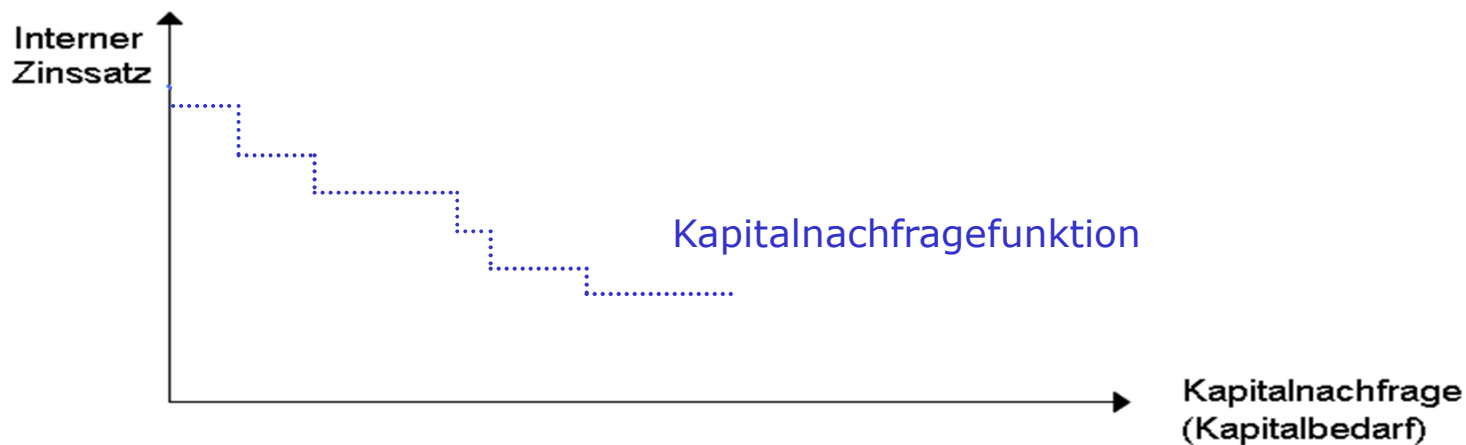 Interner
Zinssatz
Kapitalnachfragefunktion
Kapitalnachfrage
(Kapitalbedarf)